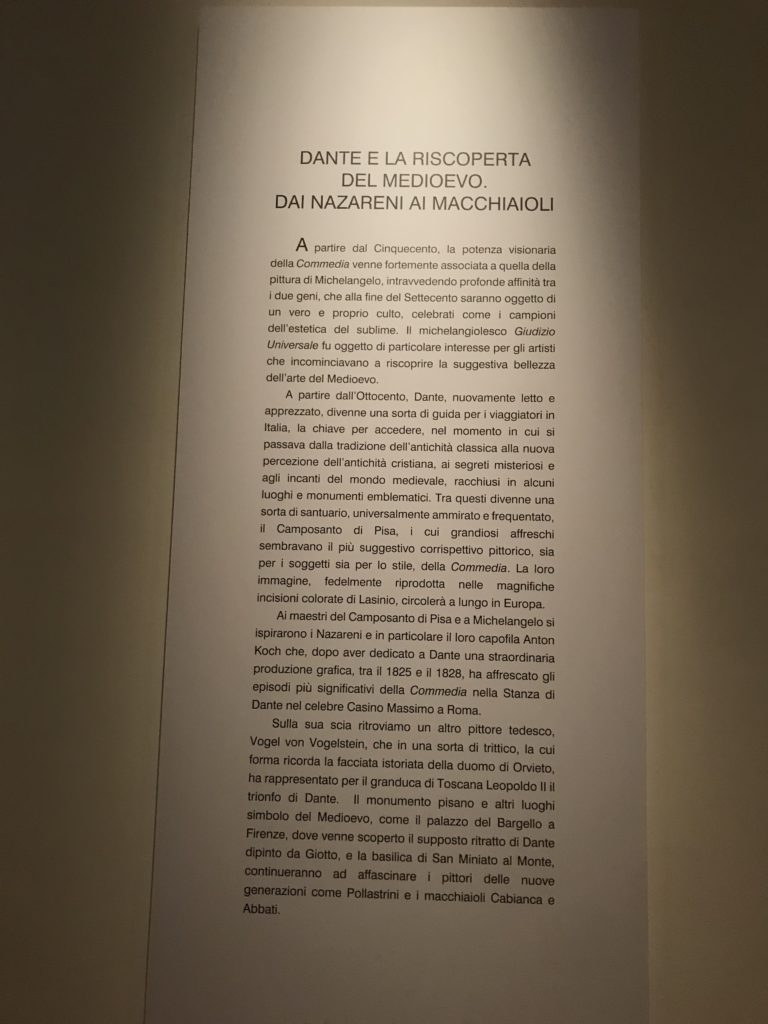 DANTE E LA RISCOPERTA
DEL MEDIOEVO.
DAI NAZARENI AI MACCHIAIOLI
A partire dal Cinquecento, la potenza visionaria
della Commedia venne fortemente associata a quella della
pittura di Michelangelo, intravvedendo profonde affinità tra
i due geni, che alla fine del Settecento saranno oggetto di
un vero e proprio culto, celebrati come i campioni
dell'estetica del sublime. Il michelangiolesco Giudizio
Universale fu oggetto di particolare interesse per gli artisti
che incominciavano a riscoprire la suggestiva bellezza
dell'arte del Medioevo.
A partire dall'Ottocento, Dante, nuovamente letto e
apprezzato, divenne una sorta di guida per i viaggiatori in
Italia, la chiave per accedere, nel momento in cui si
passava dalla tradizione dell'antichità classica alla nuova
percezione dell'antichità cristiana, ai segreti misteriosi e
agli incanti del mondo medievale, racchiusi in alcuni
luoghi e monumenti emblematici. Tra questi divenne una
sorta di santuario, universalmente ammirato e frequentato,
il Camposanto di Pisa, i cui grandiosi affreschi
sembravano il più suggestivo corrispettivo pittorico, sia
per i soggetti sia per lo stile, della Commedia. La loro
immagine, fedelmente riprodotta nelle magnifiche
incisioni colorate di Lasinio, circolerà a lungo in Europa.
Ai maestri del Camposanto di Pisa e a Michelangelo si
ispirarono i Nazareni e in particolare il loro capofila Anton
Koch che, dopo aver dedicato a Dante una straordinaria
produzione grafica, tra il 1825 e il 1828, ha affrescato gli
episodi più significativi della Commedia nella Stanza di
Dante nel celebre Casino Massimo a Roma.
Sulla sua scia ritroviamo un altro pittore tedesco,
Vogel von Vogelstein, che in una sorta di trittico, la cui
forma ricorda la facciata istoriata della duomo di Orvieto,
ha rappresentato per il granduca di Toscana Leopoldo II il
trionfo di Dante. Il monumento pisano e altri luoghi
simbolo del Medioevo, come il palazzo del Bargello a
Firenze, dove venne scoperto il supposto ritratto di Dante
dipinto da Giotto, e la basilica di San Miniato al Monte,
continueranno ad affascinare i pittori delle nuove
generazioni come Pollastrini e i macchiaioli Cabianca e
Abbati.